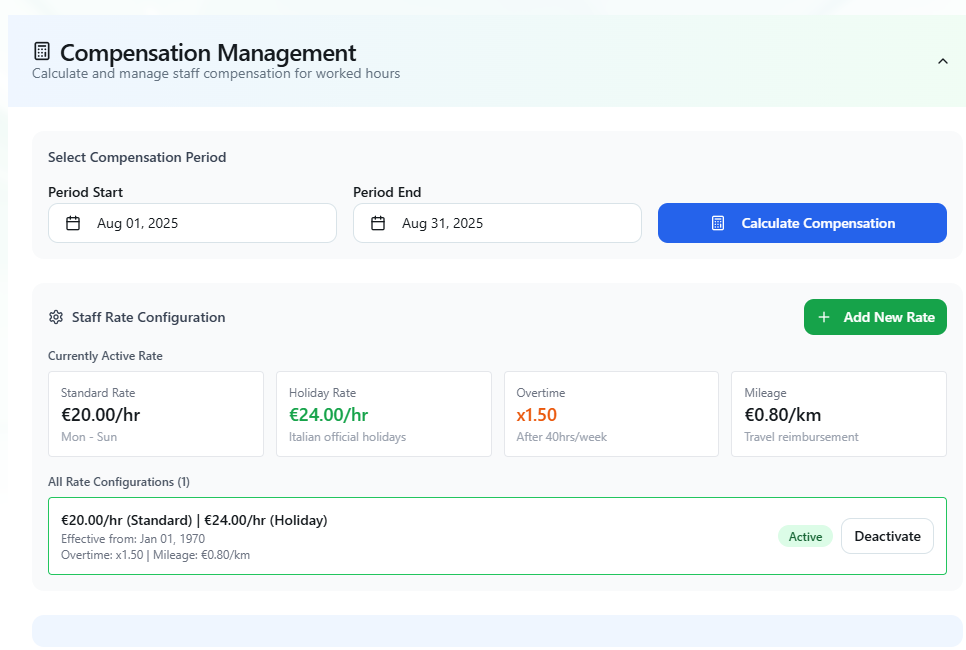 Compensation Management
Calculate and manage staff compensation for worked hours
Select Compensation Period
Period Start
Period End
Aug 01, 2025
Aug 31, 2025
Calculate Compensation
Staff Rate Configuration
Add New Rate
Currently Active Rate
Standard Rate
€20.00/hr
Mon - Sun
Holiday Rate
€24.00/hr
Italian official holidays
Overtime
x1.50
After 40hrs/week
Mileage
€0.80/km
Travel reimbursement
All Rate Configurations (1)
€20.00/hr (Standard) | €24.00/hr (Holiday)
Effective from: Jan 01, 1970
Overtime: x1.50 | Mileage: €0.80/km
Active
Deactivate